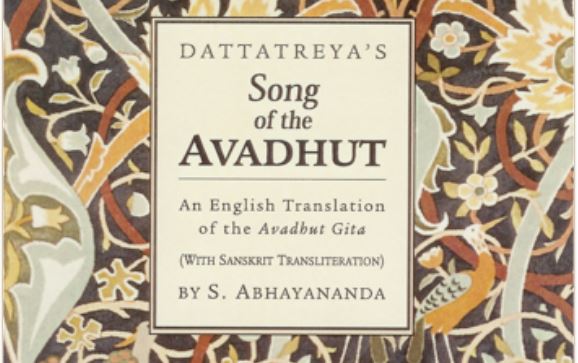 DATTATREYA'S
Song
of the
AVADHUT
An English Translation
of the Avadhut Gita
(WITH SANSKRIT TRANSLITERATION)
BY S. ABHAYANANDA